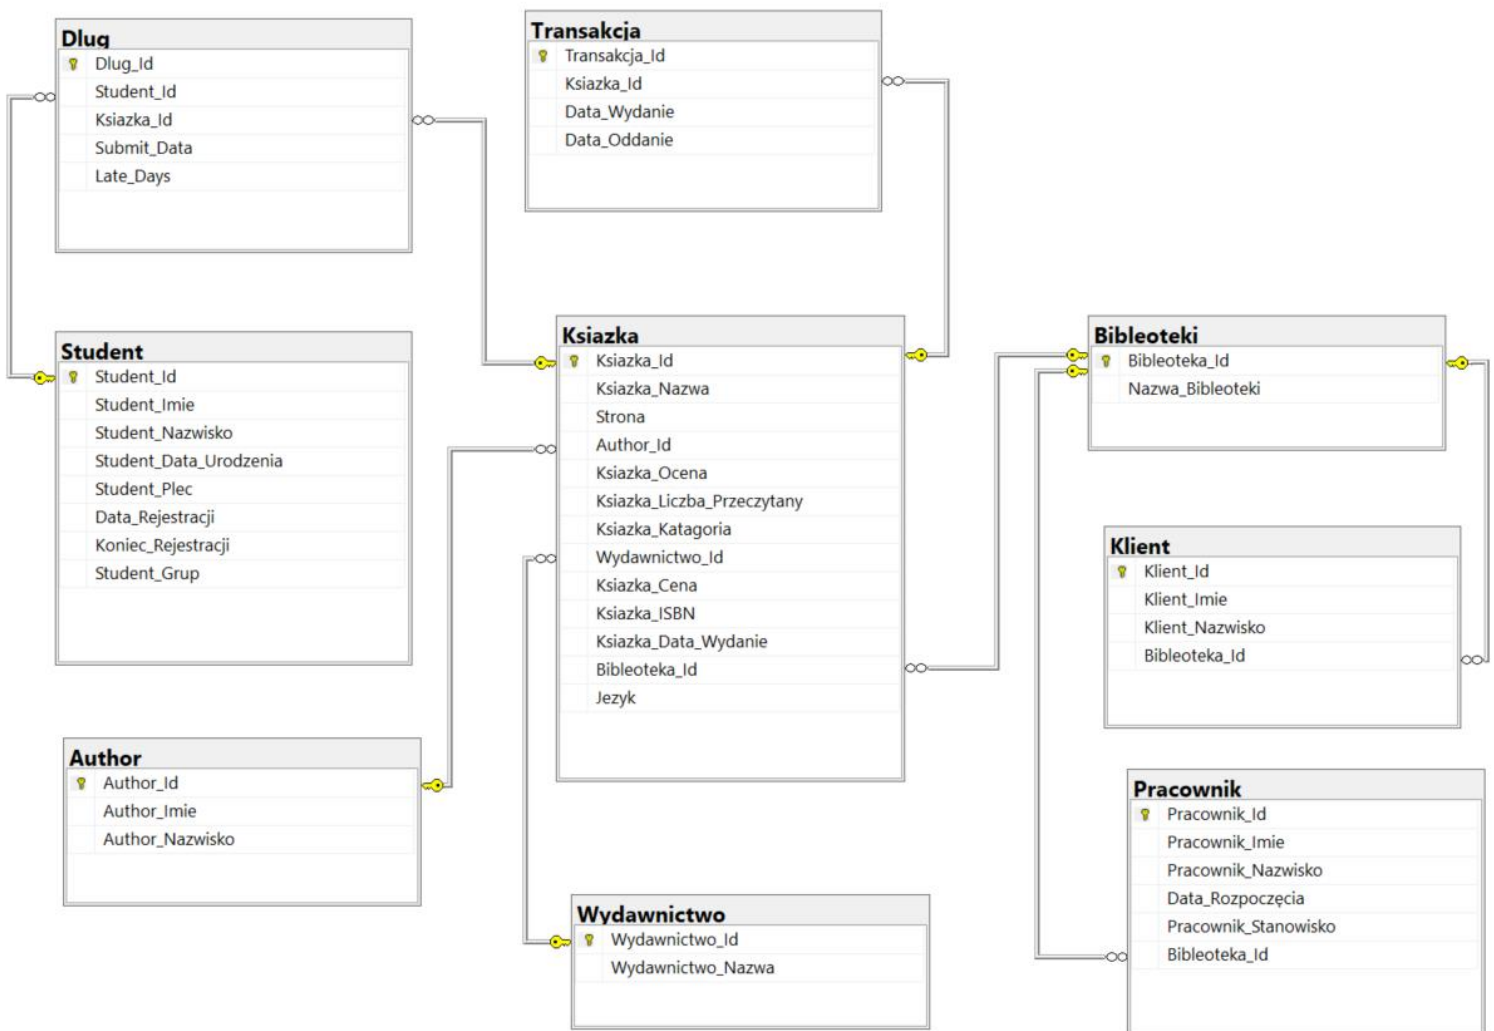 Dlug
Dlug_Id
Student_Id
Ksiazka_Id
Submit_Data
Late_Days
Transakcja
Transakcja_Id
Ksiazka_Id
Data_Wydanie
Data_Oddanie
Student
Student_Id
Student_Imie
Student_Nazwisko
Student_Data_Urodzenia
Student_Plec
Data_Rejestracji
Koniec_Rejestracji
Student_Grup
Ksiazka
Ksiazka_Id
Ksiazka_Nazwa
Strona
Author_Id
Ksiazka_Ocena
Ksiazka_Liczba_Przeczytany
Ksiazka_Katagoria
Wydawnictwo_Id
Ksiazka_Cena
Ksiazka_ISBN
Ksiazka_Data_Wydanie
Bibleoteka_Id
Jezyk
Bibleoteki
Bibleoteka_Id
Nazwa_Bibleoteki
Klient
Klient_Id
Klient_Imie
Klient_Nazwisko
Bibleoteka_Id
Author
Author_Id
Author_Imie
Author_Nazwisko
Wydawnictwo
Wydawnictwo_Id
Wydawnictwo_Nazwa
Pracownik
Pracownik_Id
Pracownik_Imie
Pracownik_Nazwisko
Data_Rozpoczęcia
Pracownik_Stanowisko
Bibleoteka_Id